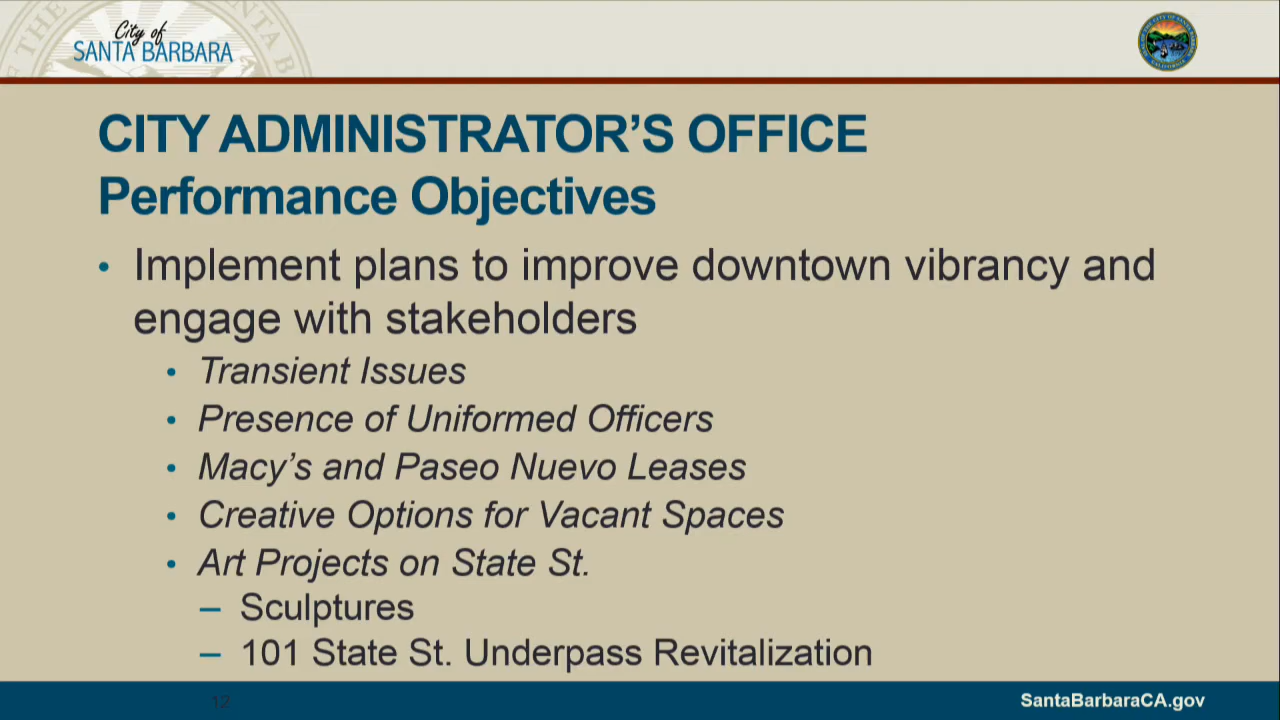 City of
SANTA BARBARA
CITY ADMINISTRATOR'S OFFICE
Performance Objectives
• Implement plans to improve downtown vibrancy and
engage with stakeholders
• Transient Issues
• Presence of Uniformed Officers
• Macy's and Paseo Nuevo Leases
• Creative Options for Vacant Spaces
• Art Projects on State St.
– Sculptures
– 101 State St. Underpass Revitalization
12
SantaBarbaraCA.gov